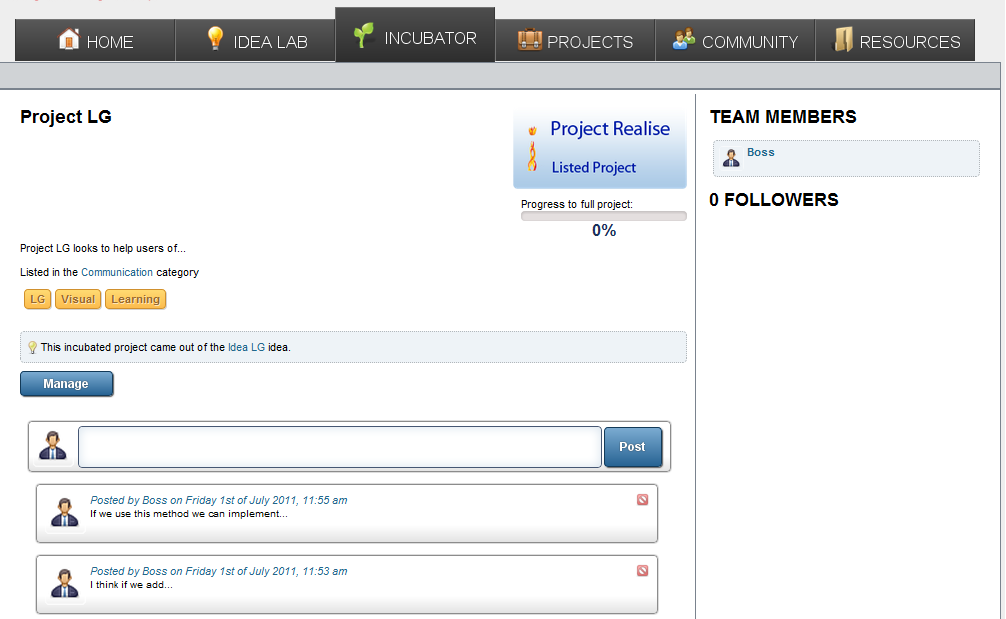 HOME
IDEA LAB
INCUBATOR
PROJECTS
COMMUNITY
RESOURCES
Project LG
Project Realise
Listed Project
Progress to full project:
0%
Project LG looks to help users of...
Listed in the Communication category
LG Visual Learning
This incubated project came out of the Idea LG idea.
Manage
Post
Posted by Boss on Friday 1st of July 2011, 11:55 am
If we use this method we can implement...
Posted by Boss on Friday 1st of July 2011, 11:53 am
I think if we add...
TEAM MEMBERS
Boss
0 FOLLOWERS